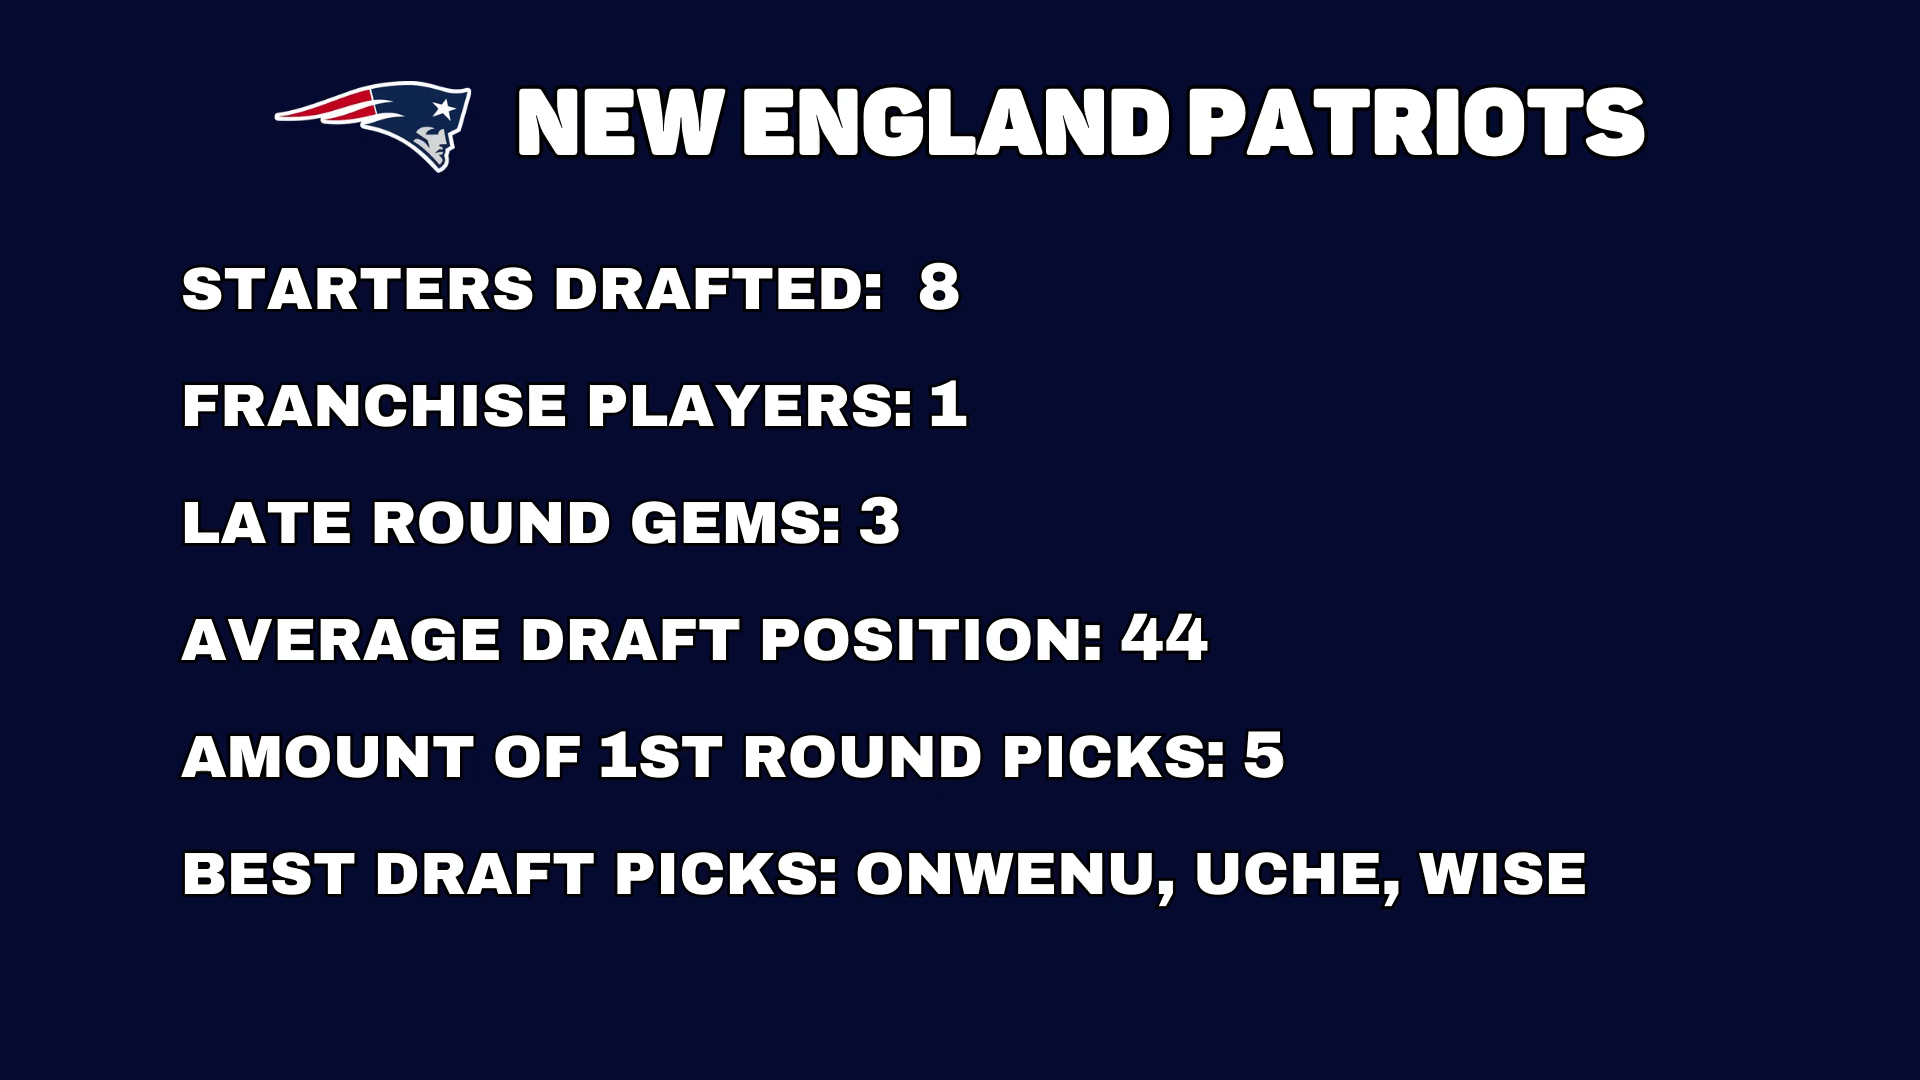 NEW ENGLAND PATRIOTS
STARTERS DRAFTED: 8
FRANCHISE PLAYERS: 1
LATE ROUND GEMS: 3
AVERAGE DRAFT POSITION: 44
AMOUNT OF 1ST ROUND PICKS: 5
BEST DRAFT PICKS: ONWENU, UCHE, WISE